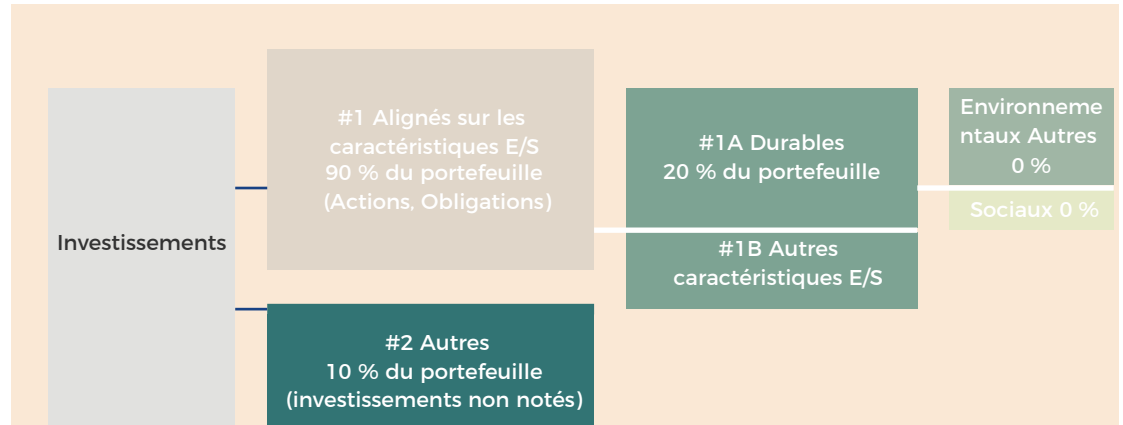 Investissements
#1 Alignés sur les
caractéristiques E/S
90 % du portefeuille
(Actions, Obligations)
#2 Autres
10 % du portefeuille
(investissements non notés)
#1A Durables
20 % du portefeuille
#1B Autres
caractéristiques E/S
Environneme
ntaux Autres
0 %
Sociaux 0 %